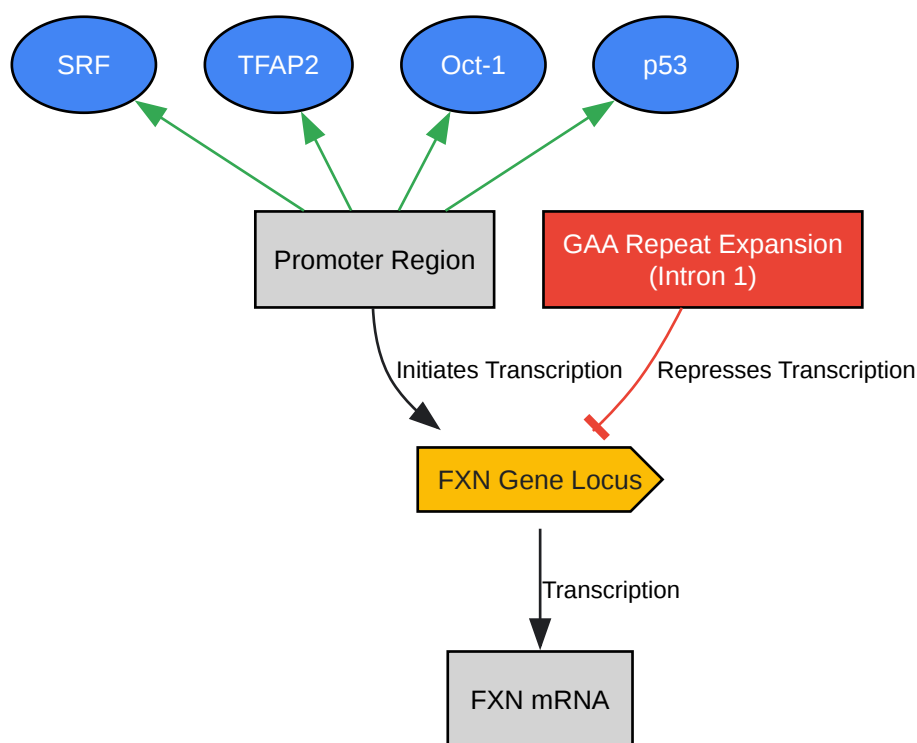 SRF
TFAP2
Oct-1
p53
Promoter Region
GAA Repeat Expansion
(Intron 1)
Initiates Transcription
Represses Transcription
FXN Gene Locus
Transcription
FXN mRNA